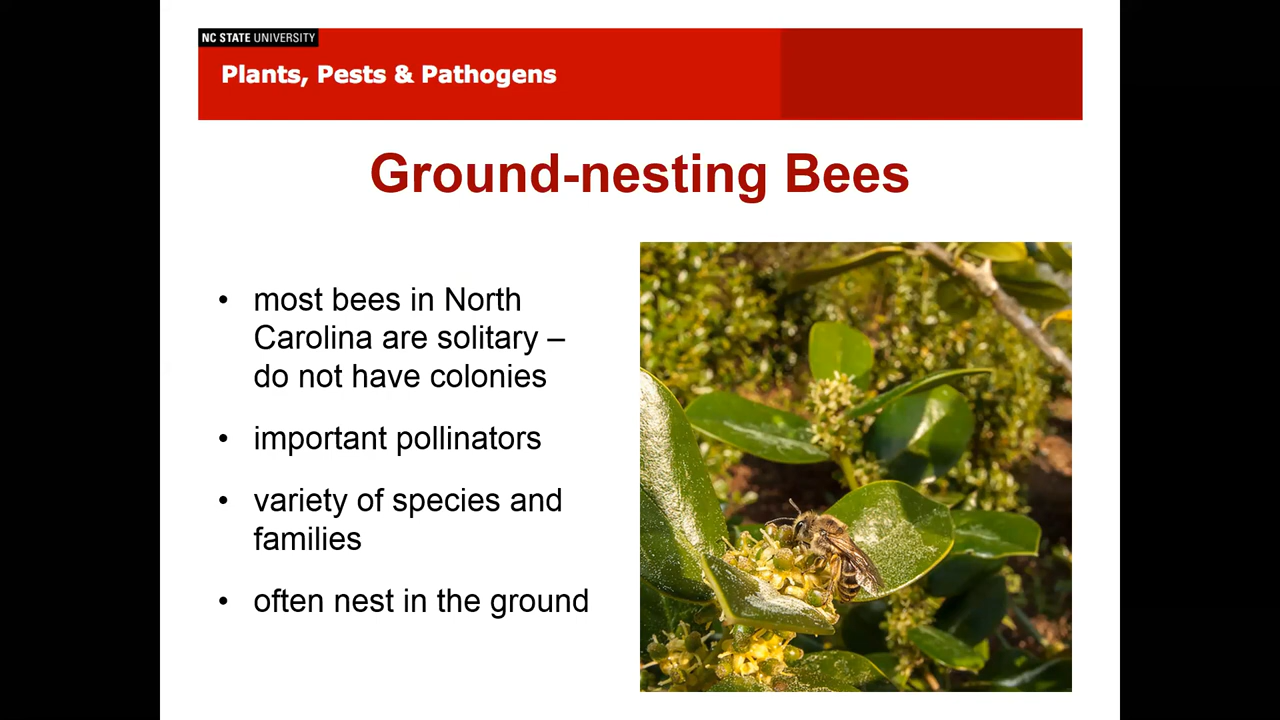 NC STATE UNIVERSITY
Plants, Pests & Pathogens
Ground-nesting Bees
• most bees in North
Carolina are solitary –
do not have colonies
• important pollinators
• variety of species and
families
• often nest in the ground